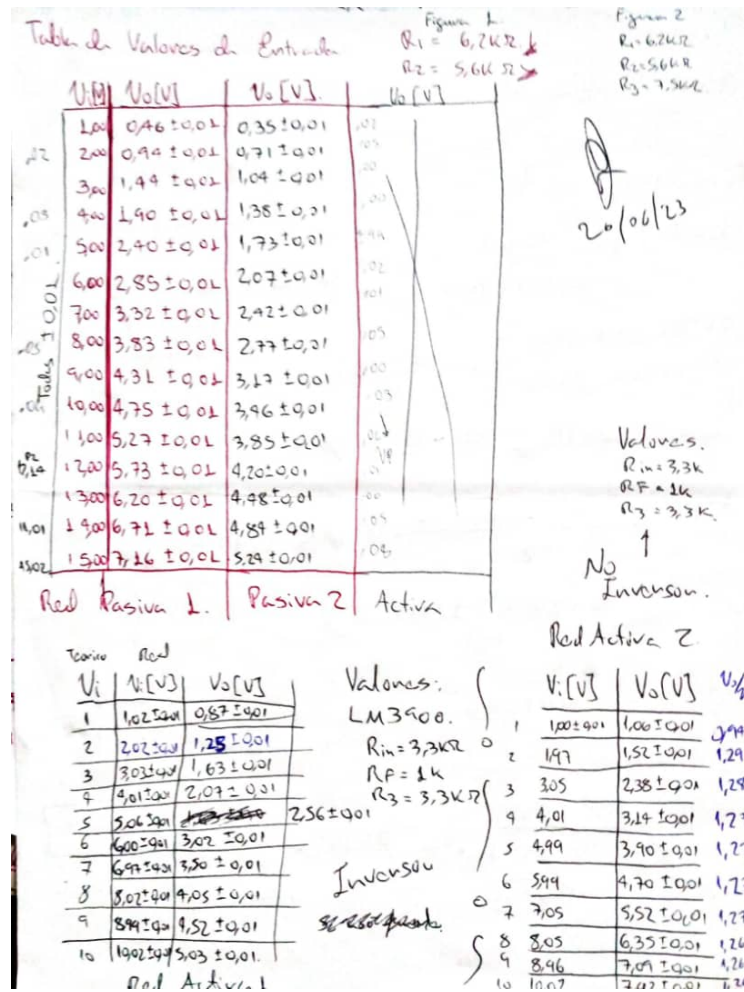 Tabla de Valores de Entrada
Figura 1.
R1 = 6,2KΩ
R2 = 5,6K Ω
Figura 2
R1=6.2KΩ
R2=5,6KΩ
R3=7,5KΩ
Vi[V] Vo[V] Vo [V]. Vo [V]
1,00 0,46 ±0,01 0,35 ±0,01
2,00 0,94 ±0,01 0,71 ±0,01
3,00 1,44 ±0,01 1,04 ±0,01
4,00 1,90 ±0,01 1,38 ±0,01
5,00 2,40 ±0,01 1,73 ±0,01
6,00 2,85 ±0,01 2,07 ±0,01
7,00 3,32 ±0,01 2,42 ±0,01
8,00 3,83 ±0,01 2,77 ±0,01
9,00 4,31 ±0,01 3,17 ±0,01
10,00 4,75 ±0,01 3,46 ±0,01
11,00 5,27 ±0,01 3,85 ±0,01
12,00 5,73 ±0,01 4,20 ±0,01
13,00 6,20 ±0,01 4,48 ±0,01
14,00 6,71 ±0,01 4,84 ±0,01
15,00 7,16 ±0,01 5,24 ±0,01
Todos ±0,01
Red Pasiva 1. Pasiva 2 Activa
20/06/23
Valores.
Rin=3,3k
RF=1k
R3=3,3K
No
Inversor.
Teorico Real
Vi Vi[V] Vo[V]
1 1,02±0,01 0,87±0,01
2 2,02±0,01 1,25±0,01
3 3,03±0,01 1,63±0,01
4 4,01±0,01 2,07±0,01
5 5,06±0,01 2,56±0,01
6 6,00±0,01 3,02±0,01
7 6,97±0,01 3,50±0,01
8 8,02±0,01 4,05±0,01
9 8,99±0,01 4,52±0,01
10 10,02±0,01 5,03±0,01.
Red Activa 1
Valores:
LM3900.
Rin=3,3KΩ
RF=1k
R3=3,3KΩ
Inversor
Red Activa 2
Vi[V] Vo[V]
1 1,00±0,01 1,06±0,01
2 1,97 1,52±0,01 1,29
3 3,05 2,38±0,01 1,28
4 4,01 3,14±0,01
5 4,99 3,90±0,01
6 5,99 4,70±0,01
7 7,05 5,52±0,01 1,27
8 8,05 6,35±0,01 1,26
9 8,96 7,09±0,01 1,26
10 10,02 7,92±0,01